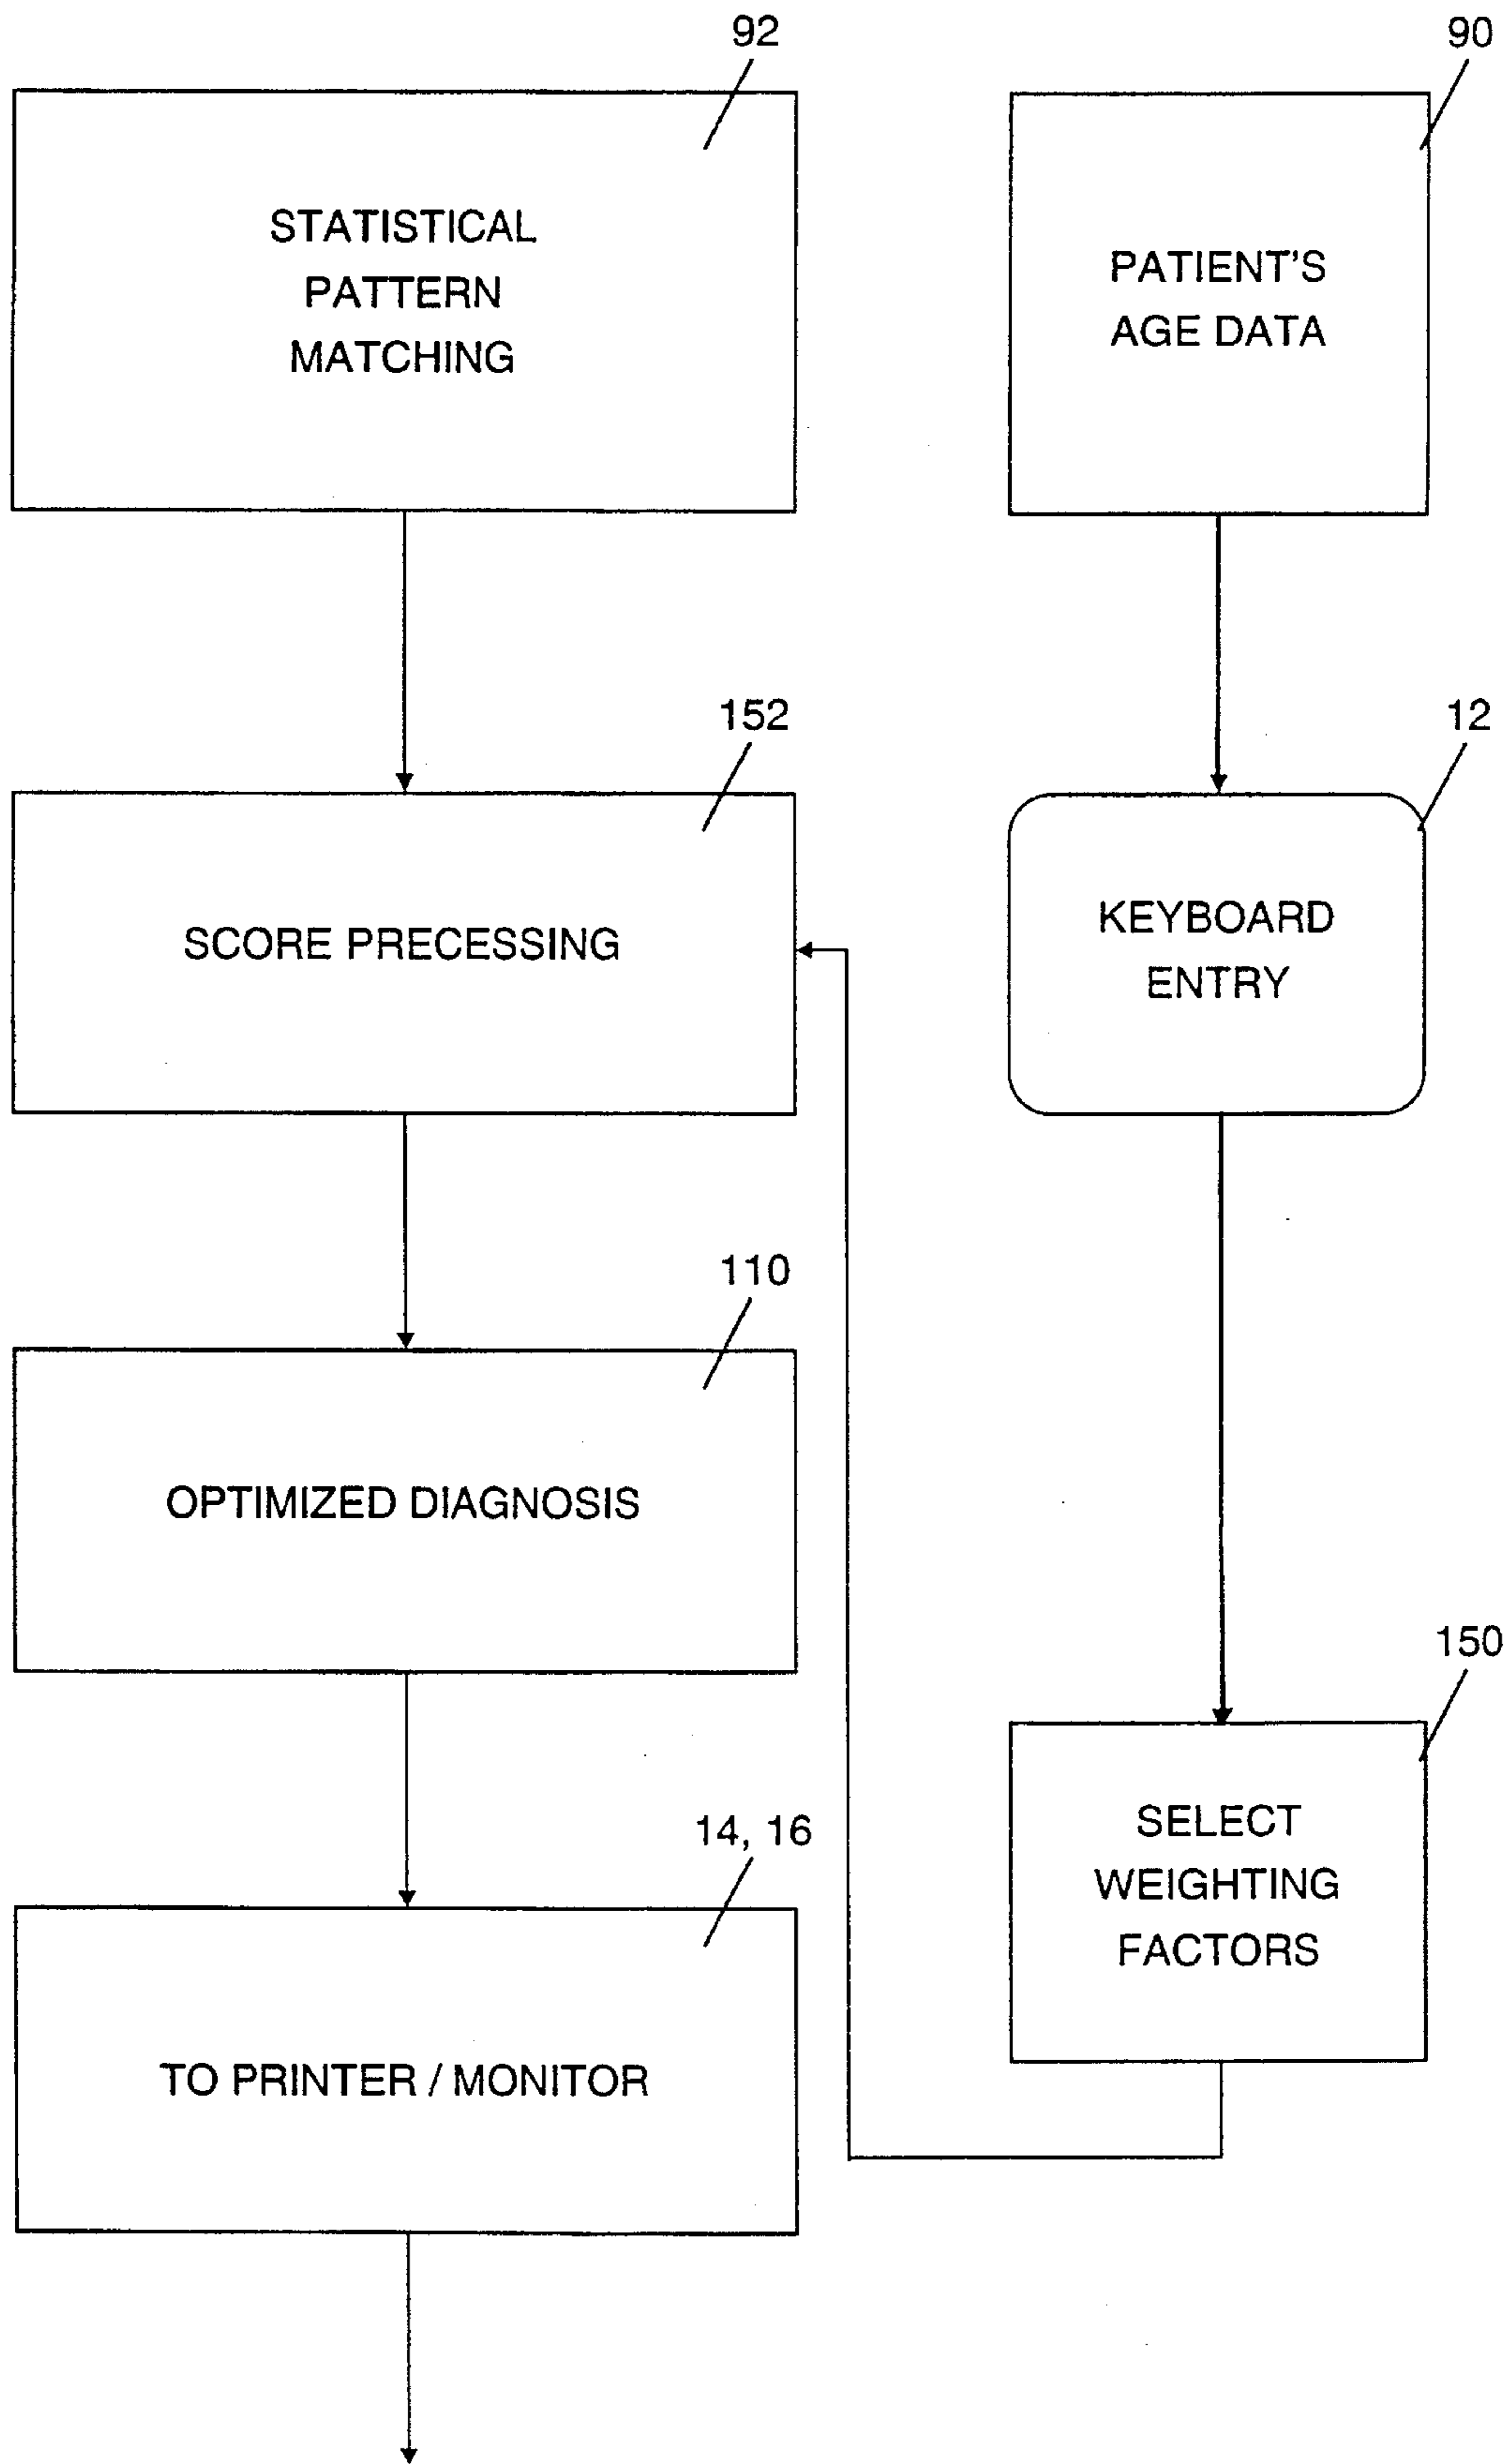 92
STATISTICAL
PATTERN
MATCHING
90
PATIENT'S
AGE DATA
152
SCORE PRECESSING
12
KEYBOARD
ENTRY
110
OPTIMIZED DIAGNOSIS
150
SELECT
WEIGHTING
FACTORS
14, 16
TO PRINTER / MONITOR